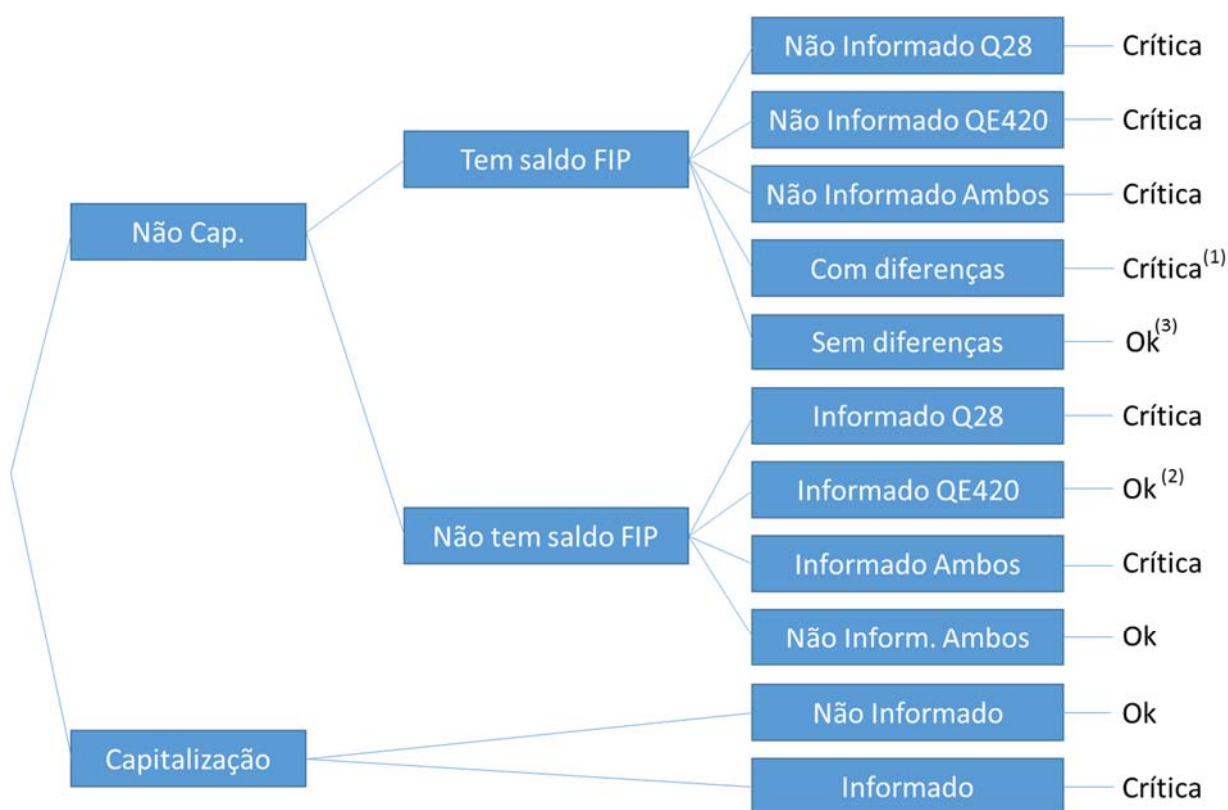 Não Informado Q28 Crítica
Não Informado QE420 Crítica
Tem saldo FIP
Não Informado Ambos Crítica
Não Cap.
Com diferenças Crítica(1)
Sem diferenças Ok(3)
Informado Q28 Crítica
Informado QE420 Ok (2)
Não tem saldo FIP
Informado Ambos Crítica
Não Inform. Ambos Ok
Não Informado Ok
Capitalização
Informado Crítica